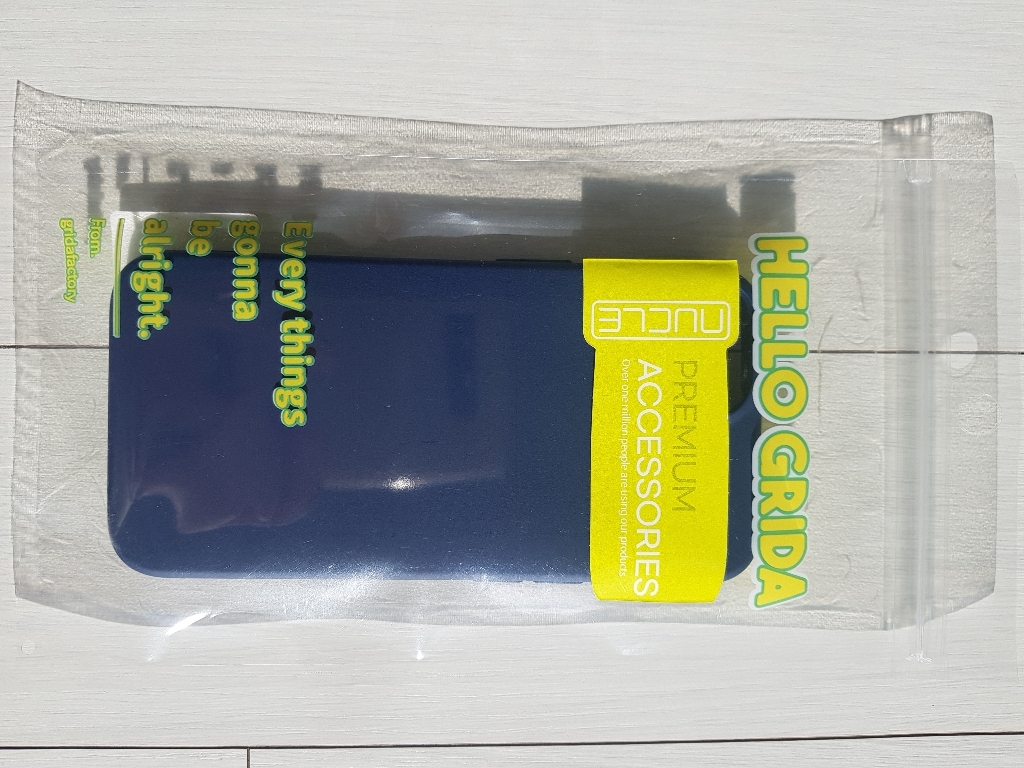 HELLO GRIDA
NUCLE
PREMIUM
ACCESSORIES
Over one million people are using our products
Every things
gonna
be
alright.
From.
gridafactory